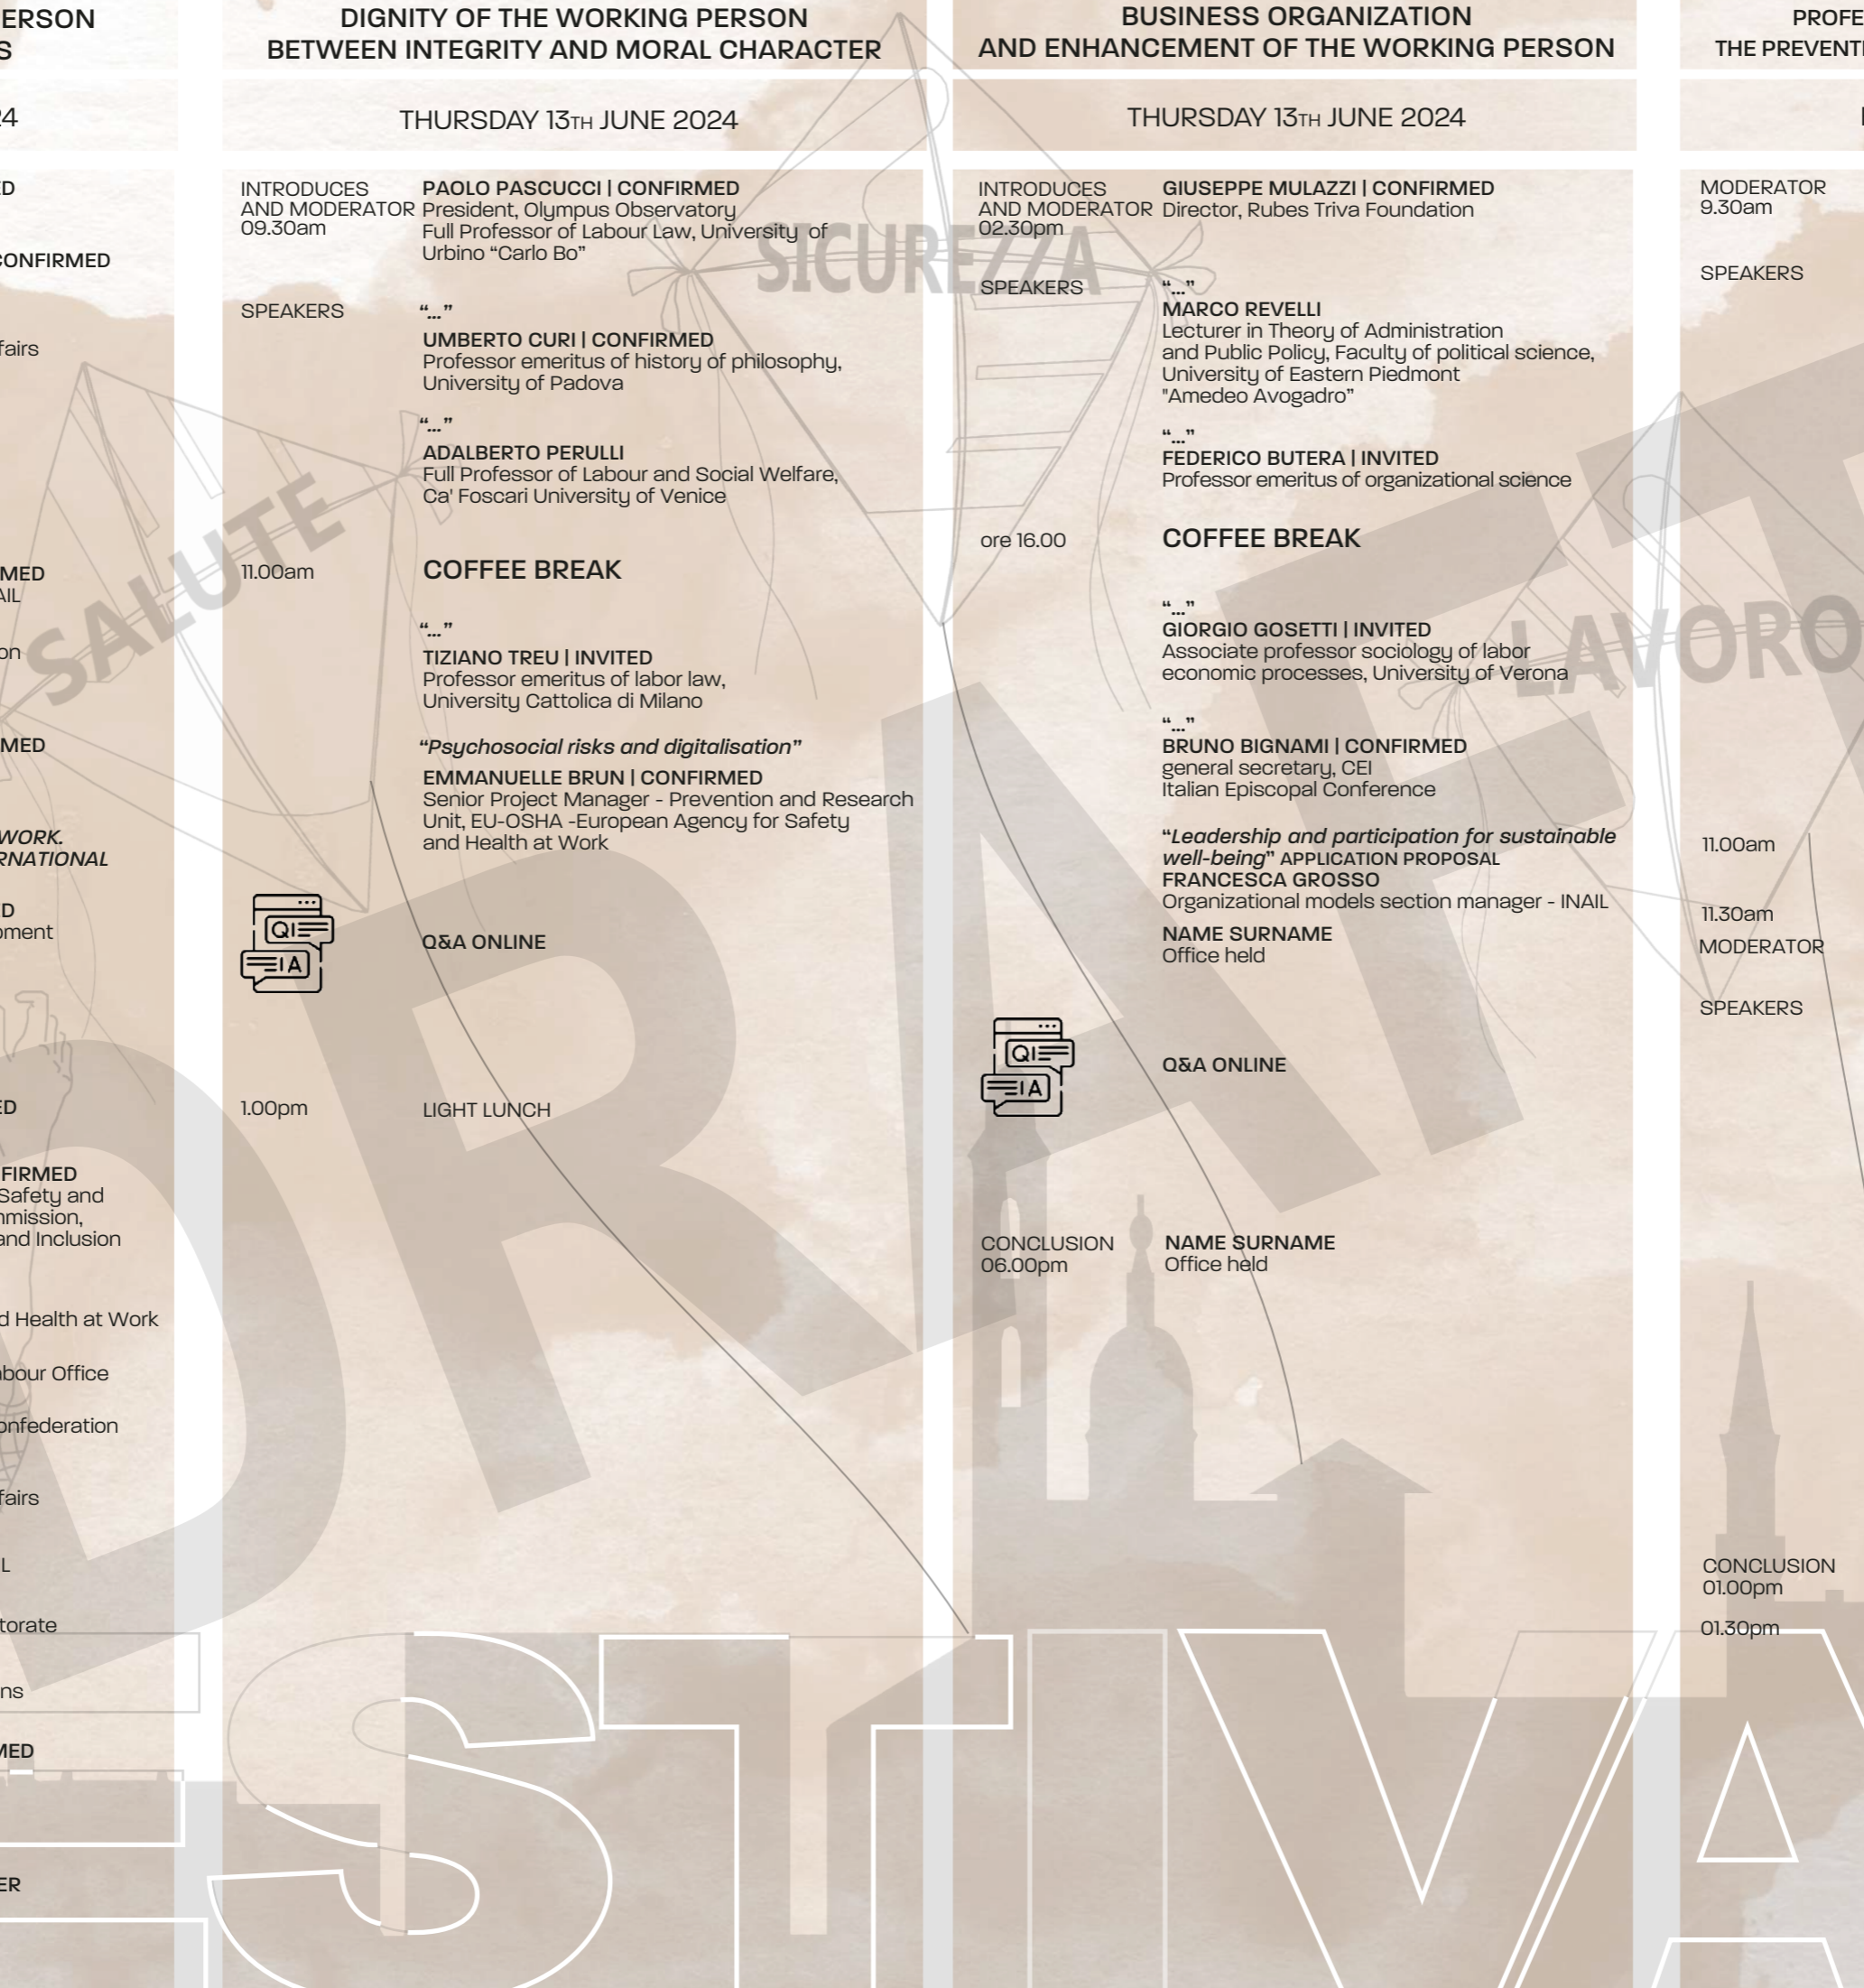 ERSON
S
24
ED
CONFIRMED
fairs
MED
AIL
on
MED
WORK.
RNATIONAL
D
pment
ED
FIRMED
Safety and
mmission,
and Inclusion
d Health at Work
abour Office
onfederation
fairs
L
torate
ns
MED
ER
DIGNITY OF THE WORKING PERSON
BETWEEN INTEGRITY AND MORAL CHARACTER
THURSDAY 13TH JUNE 2024
INTRODUCES
AND MODERATOR
09.30am
PAOLO PASCUCCI | CONFIRMED
President, Olympus Observatory
Full Professor of Labour Law, University of
Urbino “Carlo Bo”
SPEAKERS
“...”
UMBERTO CURI | CONFIRMED
Professor emeritus of history of philosophy,
University of Padova
“...”
ADALBERTO PERULLI
Full Professor of Labour and Social Welfare,
Ca' Foscari University of Venice
11.00am
COFFEE BREAK
“...”
TIZIANO TREU | INVITED
Professor emeritus of labor law,
University Cattolica di Milano
“Psychosocial risks and digitalisation”
EMMANUELLE BRUN | CONFIRMED
Senior Project Manager - Prevention and Research
Unit, EU-OSHA -European Agency for Safety
and Health at Work
Q
A
Q&A ONLINE
1.00pm
LIGHT LUNCH
BUSINESS ORGANIZATION
AND ENHANCEMENT OF THE WORKING PERSON
THURSDAY 13TH JUNE 2024
INTRODUCES
AND MODERATOR
02.30pm
GIUSEPPE MULAZZI | CONFIRMED
Director, Rubes Triva Foundation
SPEAKERS
“...”
MARCO REVELLI
Lecturer in Theory of Administration
and Public Policy, Faculty of political science,
University of Eastern Piedmont
"Amedeo Avogadro”
“...”
FEDERICO BUTERA | INVITED
Professor emeritus of organizational science
ore 16.00
COFFEE BREAK
“...”
GIORGIO GOSETTI | INVITED
Associate professor sociology of labor
economic processes, University of Verona
“...”
BRUNO BIGNAMI | CONFIRMED
general secretary, CEI
Italian Episcopal Conference
“Leadership and participation for sustainable
well-being” APPLICATION PROPOSAL
FRANCESCA GROSSO
Organizational models section manager - INAIL
NAME SURNAME
Office held
Q
A
Q&A ONLINE
CONCLUSION
06.00pm
NAME SURNAME
Office held
PROFE
THE PREVENTI
MODERATOR
9.30am
SPEAKERS
11.00am
11.30am
MODERATOR
SPEAKERS
CONCLUSION
01.00pm
01.30pm
SALUTE
SICUREZZA
LAVORO
DRAFT
ESTIVA